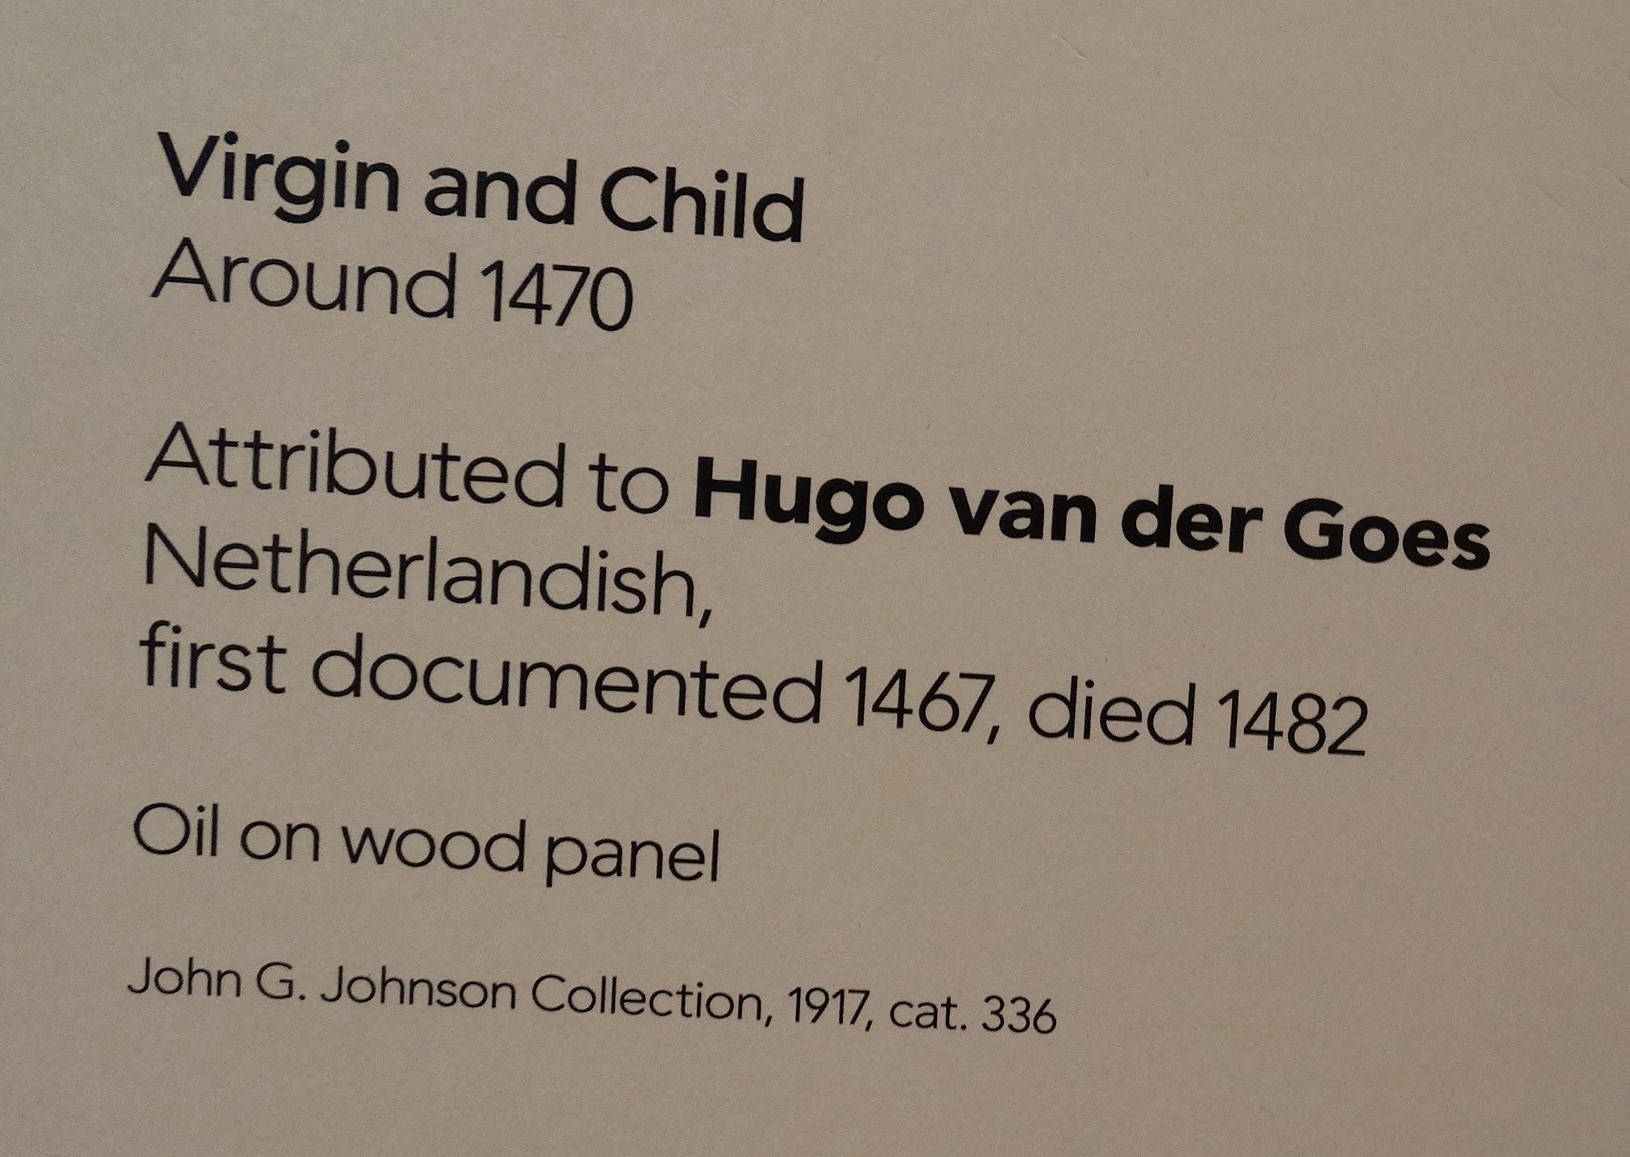 Virgin and Child
Around 1470
Attributed to Hugo van der Goes
Netherlandish,
first documented 1467, died 1482
Oil on wood panel
John G. Johnson Collection, 1917, cat. 336